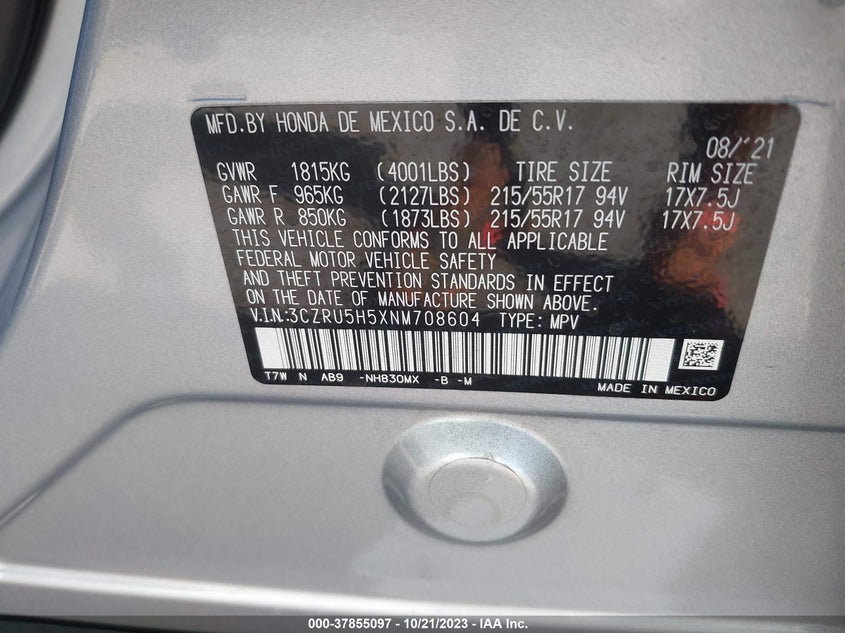 MFD.BY HONDA DE MEXICO S.A. DE C.V.
08/'21
GVWR 1815KG (4001LBS) TIRE SIZE RIM SIZE
GAWR F 965KG (2127LBS) 215/55R17 94V 17X7.5J
GAWR R 850KG (1873LBS) 215/55R17 94V 17X7.5J
THIS VEHICLE CONFORMS TO ALL APPLICABLE
FEDERAL MOTOR VEHICLE SAFETY
AND THEFT PREVENTION STANDARDS IN EFFECT
ON THE DATE OF MANUFACTURE SHOWN ABOVE.
V.I.N.:3CZRU5H5XNM708604 TYPE: MPV
T7W N AB9 -NH830MX -B -M
MADE IN MEXICO
000-37855097 - 10/21/2023 - IAA Inc.